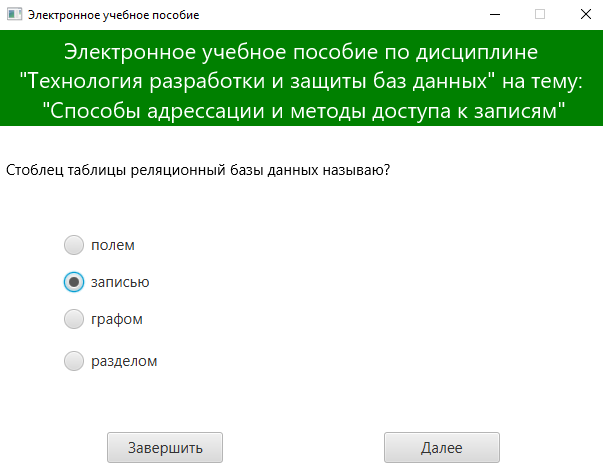 Электронное учебное пособие
Электронное учебное пособие по дисциплине
"Технология разработки и защиты баз данных" на тему:
"Способы адрессации и методы доступа к записям"
Стоблец таблицы реляционный базы данных называю?
полем
записью
графом
разделом
Завершить
Далее